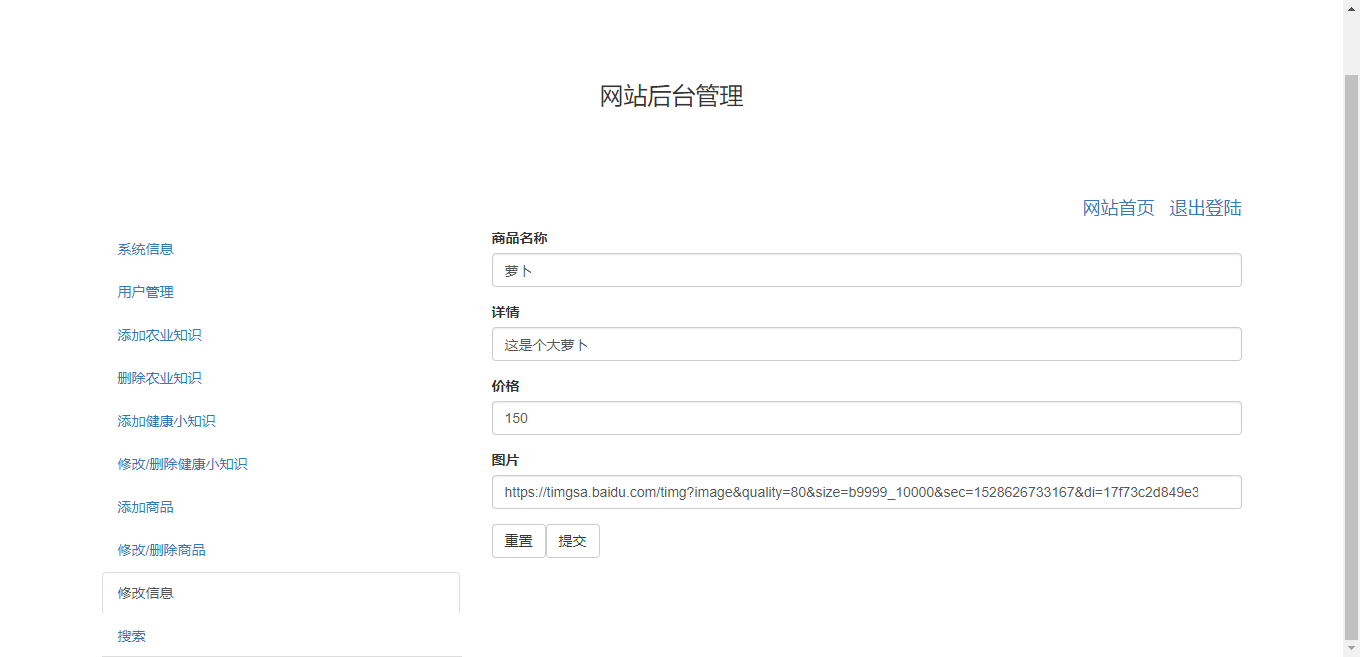 网站后台管理
网站首页 退出登陆
系统信息
用户管理
添加农业知识
删除农业知识
添加健康小知识
修改/删除健康小知识
添加商品
修改/删除商品
修改信息
搜索
商品名称
萝卜
详情
这是个大萝卜
价格
150
图片
https://timgsa.baidu.com/timg?image&quality=80&size=b9999_10000&sec=1528626733167&di=17f73c2d849e3
重置 提交